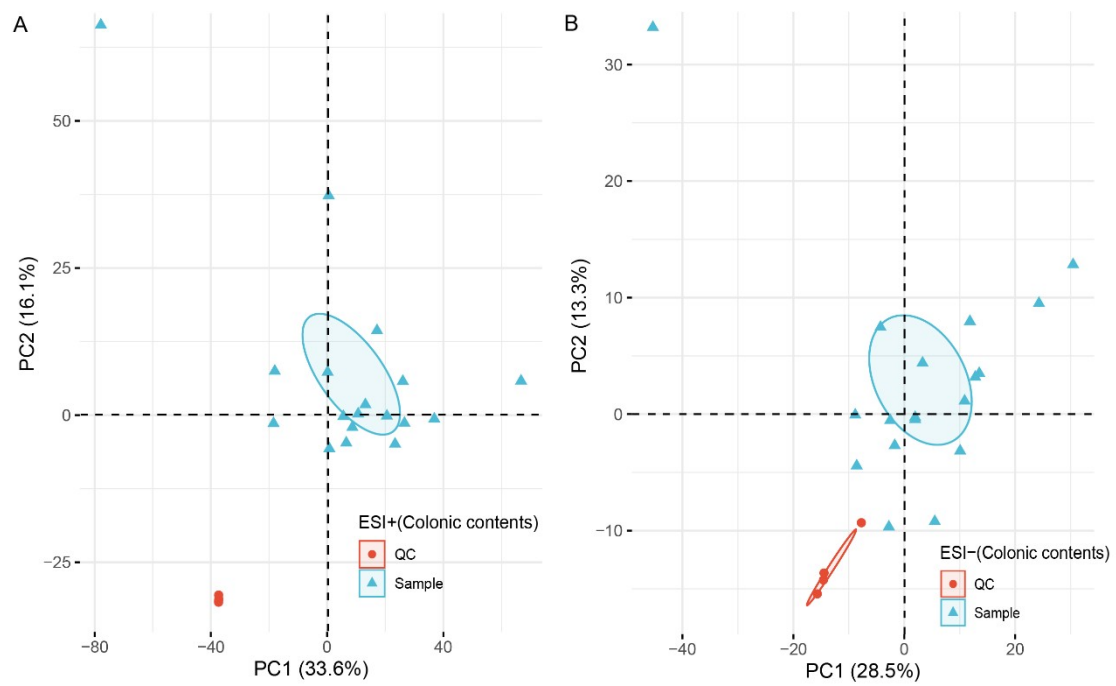 A
50
25
0
−25
PC2 (16.1%)
−80
−40
0
40
PC1 (33.6%)
ESI+(Colonic contents)
QC
Sample
B
30
20
10
0
−10
PC2 (13.3%)
−40
−20
0
20
PC1 (28.5%)
ESI−(Colonic contents)
QC
Sample